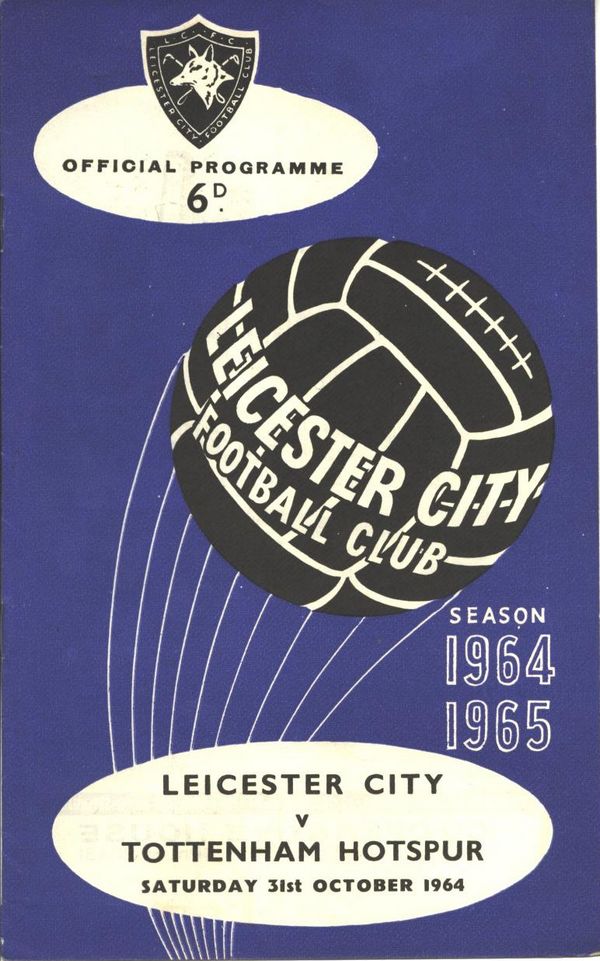 L.C.F.C.
LEICESTER CITY FOOTBALL CLUB
OFFICIAL PROGRAMME
6D.
LEICESTER CITY
FOOTBALL CLUB
SEASON
1964
1965
LEICESTER CITY
V
TOTTENHAM HOTSPUR
SATURDAY 31st OCTOBER 1964